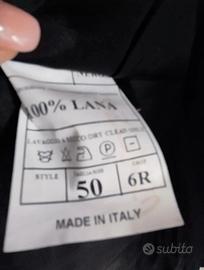 100% LANA
LAVAGGIO A SECCO DRY CLEAN ONLY
P
STYLE
TAGLIA SIZE
50
6R
MADE IN ITALY
subito